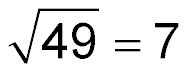 √49 = 7